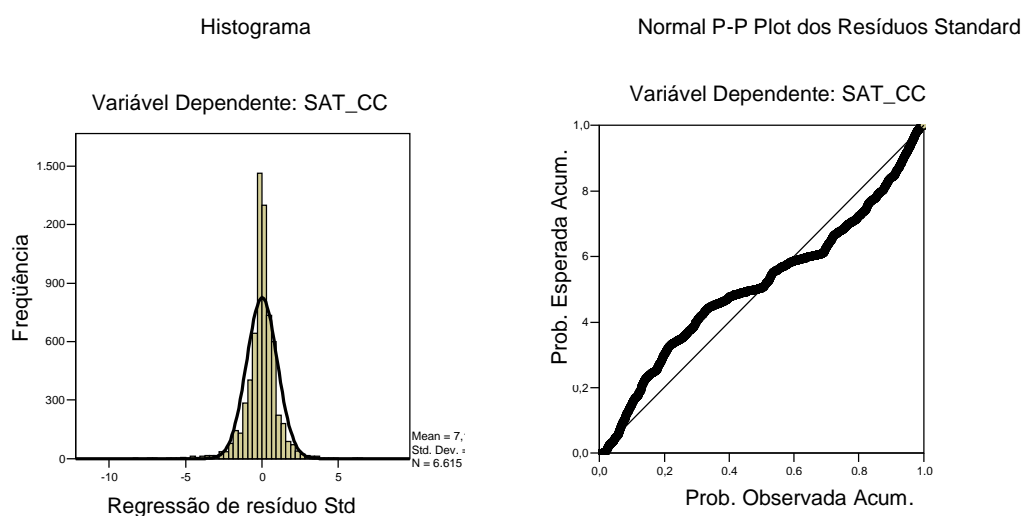 Histograma
Variável Dependente: SAT_CC
Freqüência
1.500
.200
900
600
300
0
-10
-5
0
5
Mean = 7,
Std. Dev. =
N = 6.615
Regressão de resíduo Std
Normal P-P Plot dos Resíduos Standard
Variável Dependente: SAT_CC
Prob. Esperada Acum.
1,0
8
6
4
0,2
0,0
0,0
0,2
0.4
0.6
0.8
1.0
Prob. Observada Acum.